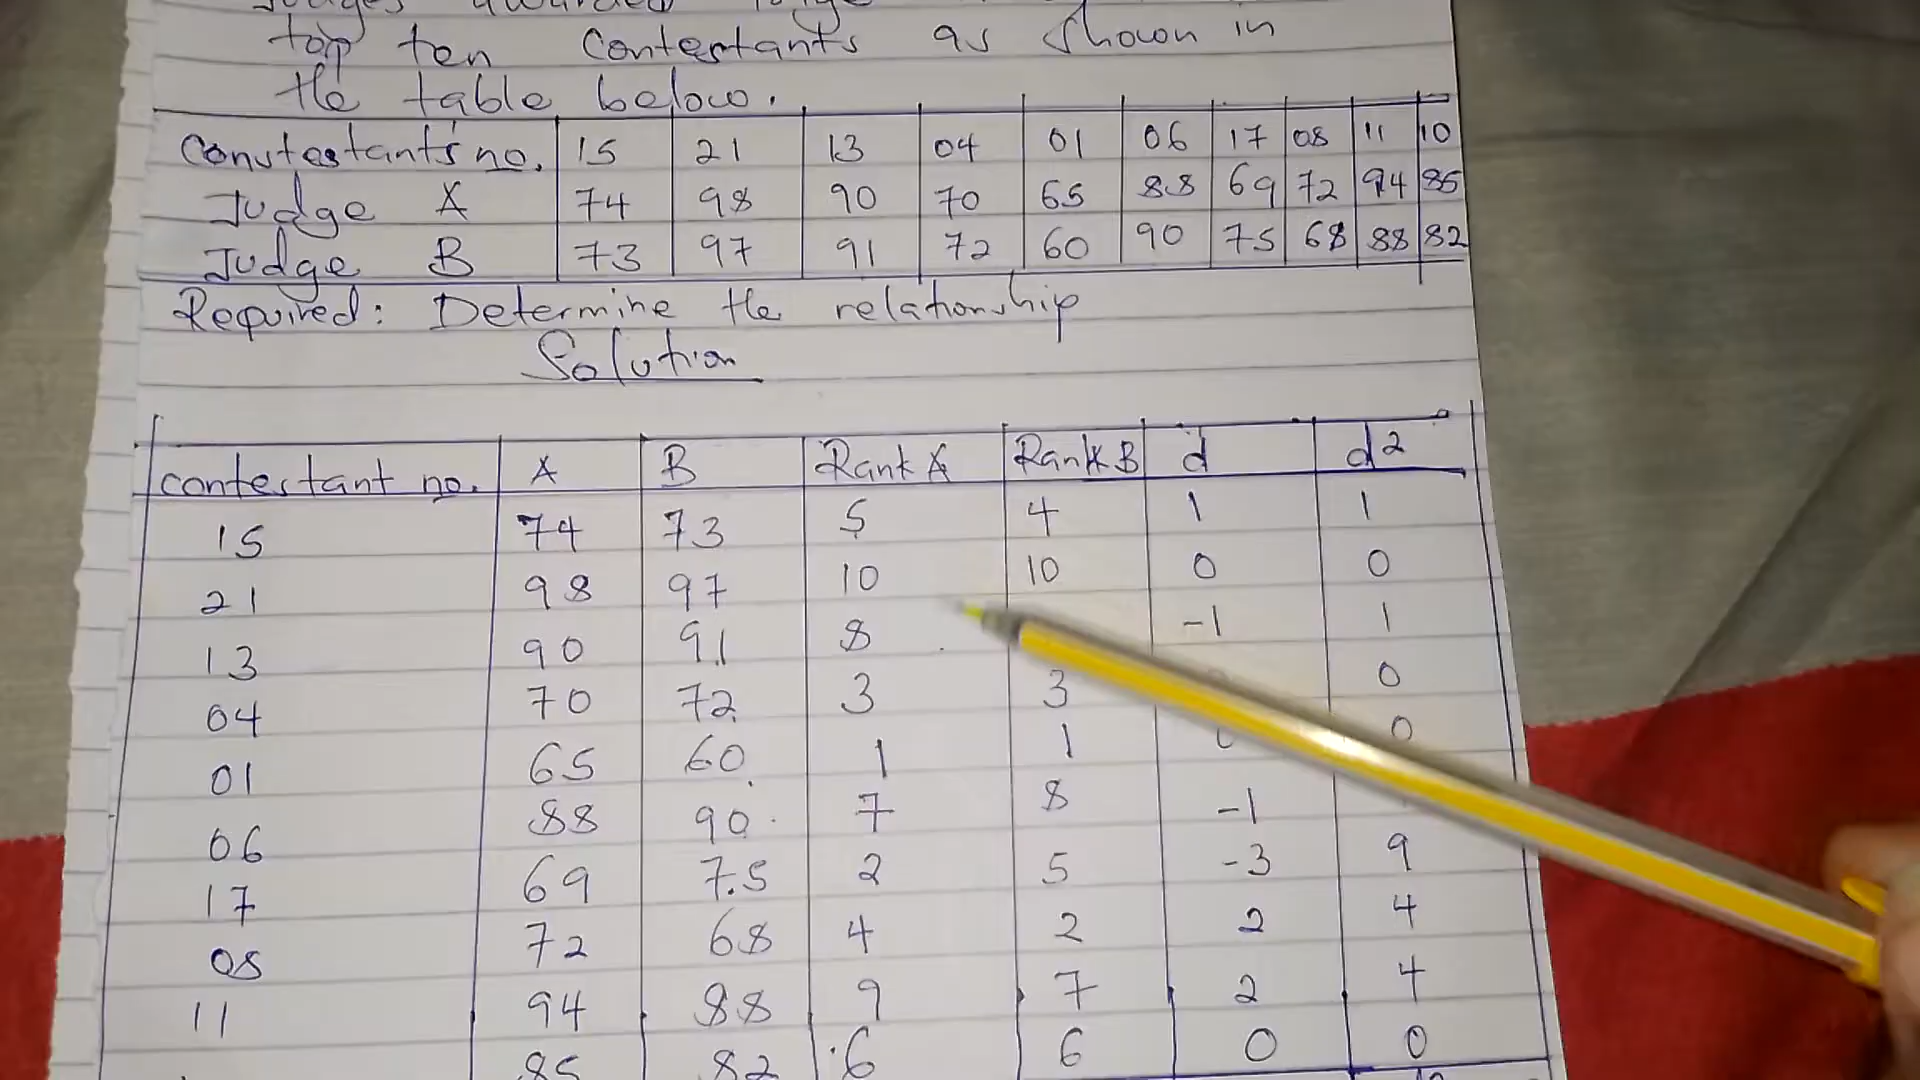 top ten Contestants as shown in
the table below.
Conutestants' no. 15 21 13 04 01 06 17 08 11 10
Judge A 74 98 90 70 65 88 69 72 94 85
Judge B 73 97 91 72 60 90 75 68 88 82
Required: Determine the relationship
Solution
contestant no. A B Rank A Rank B d d2
15 74 73 5 4 1 1
21 98 97 10 10 0 0
13 90 91 8 -1 1
04 70 72 3 3 0
01 65 60 1 1 0
06 88 90 7 8 -1
17 69 75 2 5 -3 9
08 72 68 4 2 2 4
11 94 88 9 7 2 4
85 82 6 6 0 0